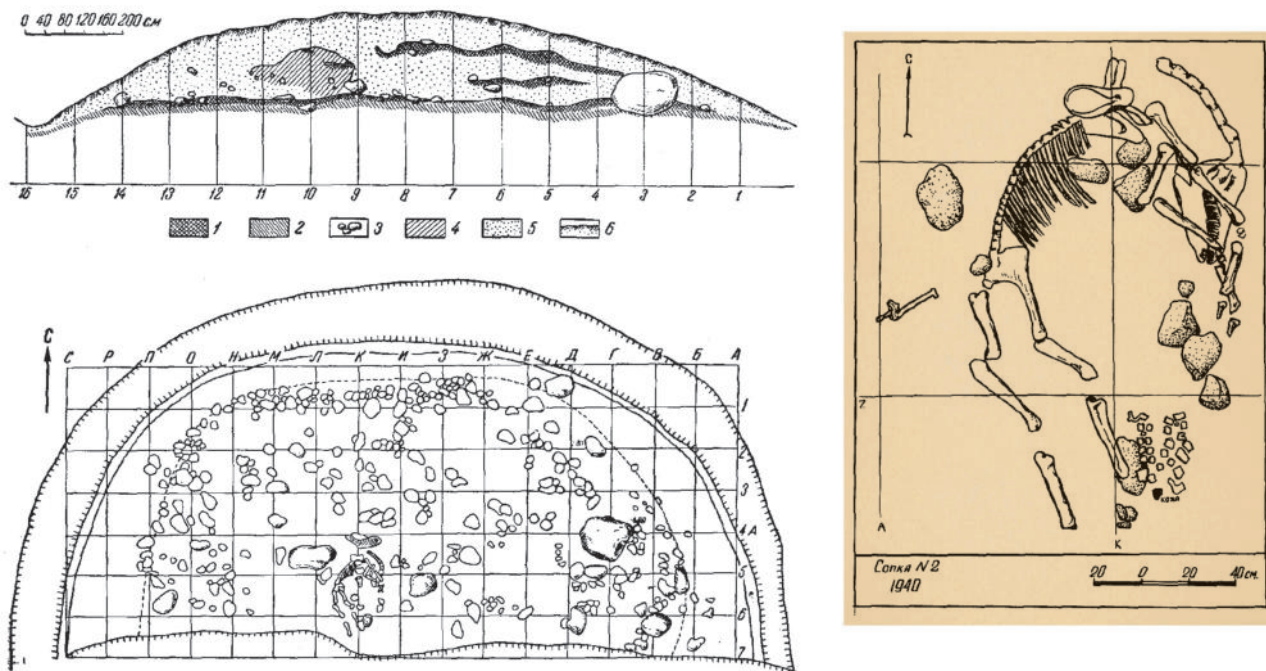 0 40 80 120 160 200 см
16 15 14 13 12 11 10 9 8 7 6 5 4 3 2 1
1 2 3 4 5 6
С
С Р П О Н М Л К И З Ж Е Д Г В Б А
1
2
3
4 А
5
6
7
С
2
кожа
А
К
Сопка N2
1940
20 0 20 40 см.